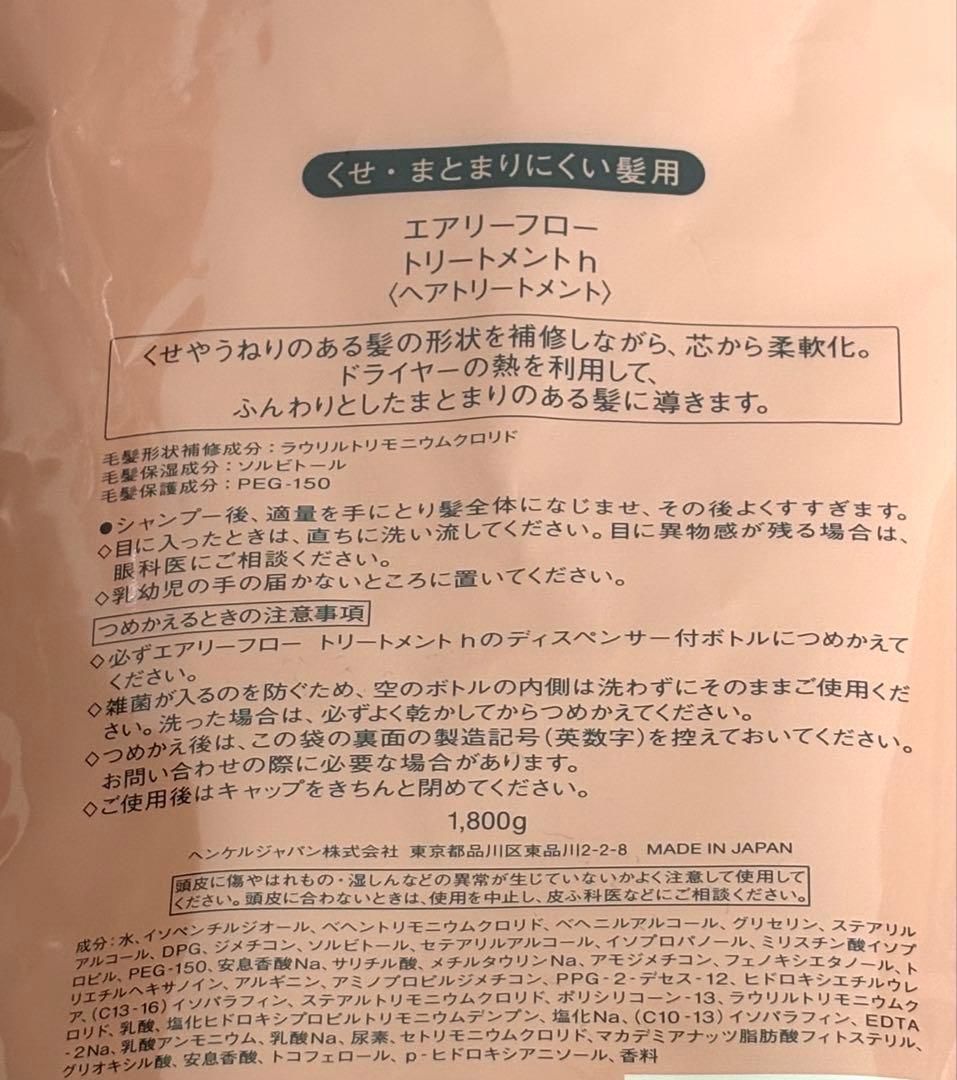 くせ・まとまりにくい髪用
エアリーフロー
トリートメントh
〈ヘアトリートメント〉
くせやうねりのある髪の形状を補修しながら、芯から柔軟化。
ドライヤーの熱を利用して、
ふんわりとしたまとまりのある髪に導きます。
毛髪形状補修成分：ラウリルトリモニウムクロリド
毛髪保湿成分：ソルビトール
毛髪保護成分：PEG-150
●シャンプー後、適量を手にとり髪全体になじませ、その後よくすすぎます。
◇目に入ったときは、直ちに洗い流してください。目に異物感が残る場合は、
眼科医にご相談ください。
◇乳幼児の手の届かないところに置いてください。
つめかえるときの注意事項
◇必ずエアリーフロー トリートメントhのディスペンサー付ボトルにつめかえて
ください。
◇雑菌が入るのを防ぐため、空のボトルの内側は洗わずにそのままご使用くだ
さい。洗った場合は、必ずよく乾かしてからつめかえてください。
◇つめかえ後は、この袋の裏面の製造記号(英数字)を控えておいてください。
お問い合わせの際に必要な場合があります。
◇ご使用後はキャップをきちんと閉めてください。
1,800g
ヘンケルジャパン株式会社 東京都品川区東品川2-2-8 MADE IN JAPAN
頭皮に傷やはれもの・湿しんなどの異常が生じていないかよく注意して使用して
ください。頭皮に合わないときは、使用を中止し、皮ふ科医などにご相談ください。
成分：水、イソペンチルジオール、ベヘントリモニウムクロリド、ベヘニルアルコール、グリセリン、ステアリル
アルコール、DPG、ジメチコン、ソルビトール、セテアリルアルコール、イソプロパノール、ミリスチン酸イソプ
ロピル、PEG-150、安息香酸Na、サリチル酸、メチルタウリンNa、アモジメチコン、フェノキシエタノール、ト
リエチルヘキサノイン、アルギニン、アミノプロピルジメチコン、PPG-2-デセス-12、ヒドロキシエチルウレ
ア、(C13-16)イソパラフィン、ステアルトリモニウムクロリド、ポリシリコーン-13、ラウリルトリモニウムク
ロリド、乳酸、塩化ヒドロキシプロピルトリモニウムデンプン、塩化Na、(C10-13)イソパラフィン、EDTA
-2Na、乳酸アンモニウム、乳酸Na、尿素、セトリモニウムクロリド、マカデミアナッツ脂肪酸フィトステリル、
グリオキシル酸、安息香酸、トコフェロール、p-ヒドロキシアニソール、香料